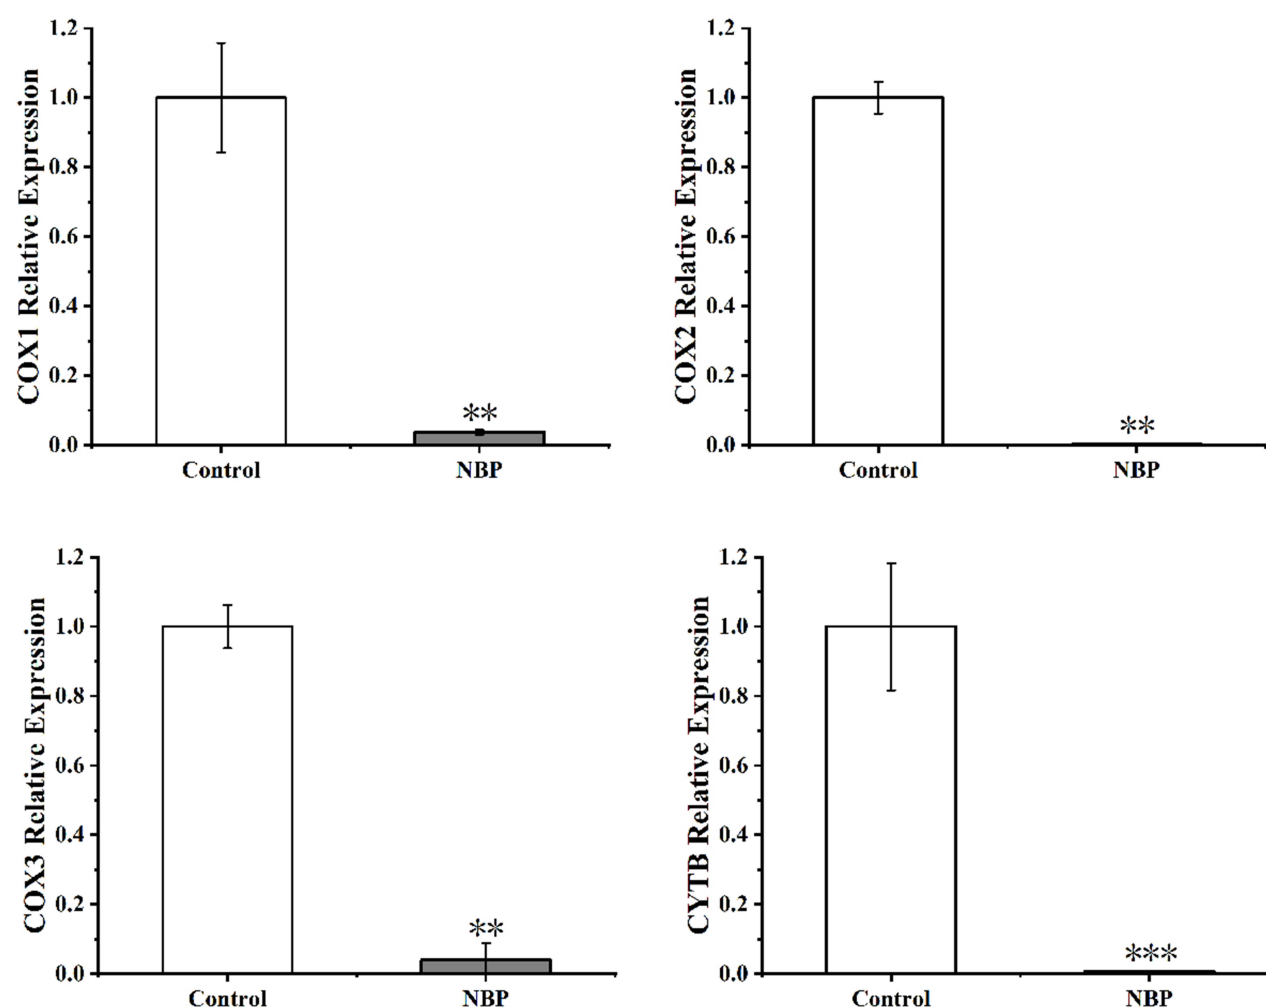 COX1 Relative Expression
1.2
1.0
0.8
0.6
0.4
0.2
0.0
**
Control
NBP
COX2 Relative Expression
1.2
1.0
0.8
0.6
0.4
0.2
0.0
**
Control
NBP
COX3 Relative Expression
1.2
1.0
0.8
0.6
0.4
0.2
0.0
**
Control
NBP
CYTB Relative Expression
1.2
1.0
0.8
0.6
0.4
0.2
0.0
***
Control
NBP